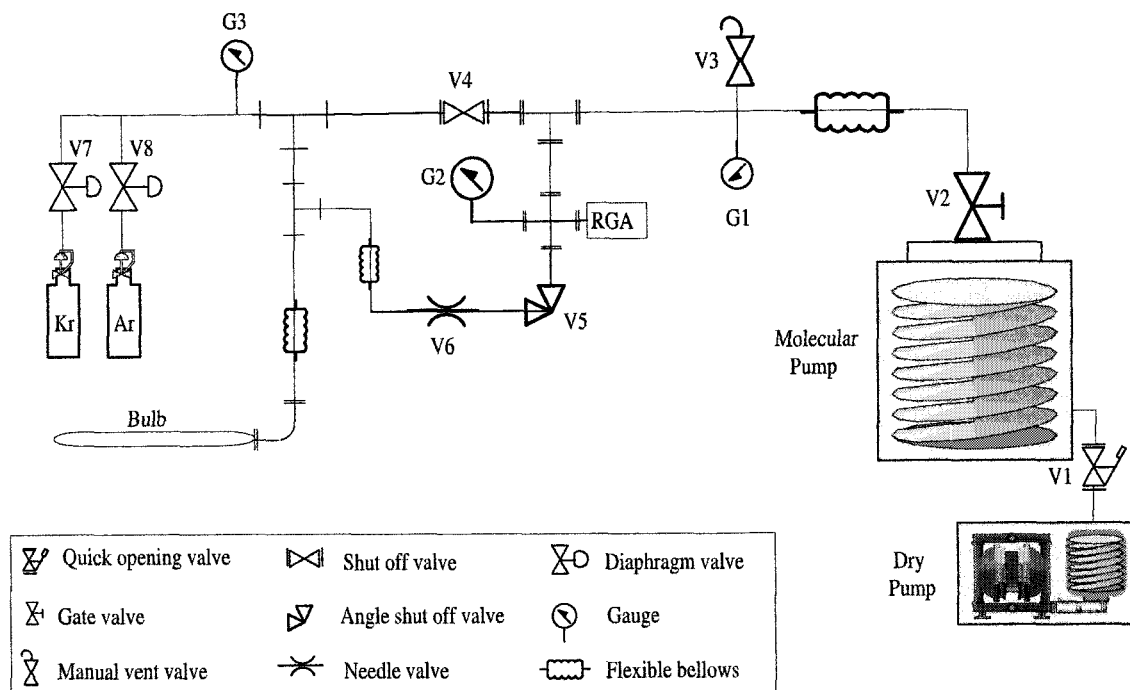 G3
V3
V4
V7
V8
G2
V2
RGA
G1
Kr
Ar
V6
V5
Molecular
Pump
Bulb
V1
Dry
Pump
Quick opening valve
Shut off valve
Diaphragm valve
Gate valve
Angle shut off valve
Gauge
Manual vent valve
Needle valve
Flexible bellows